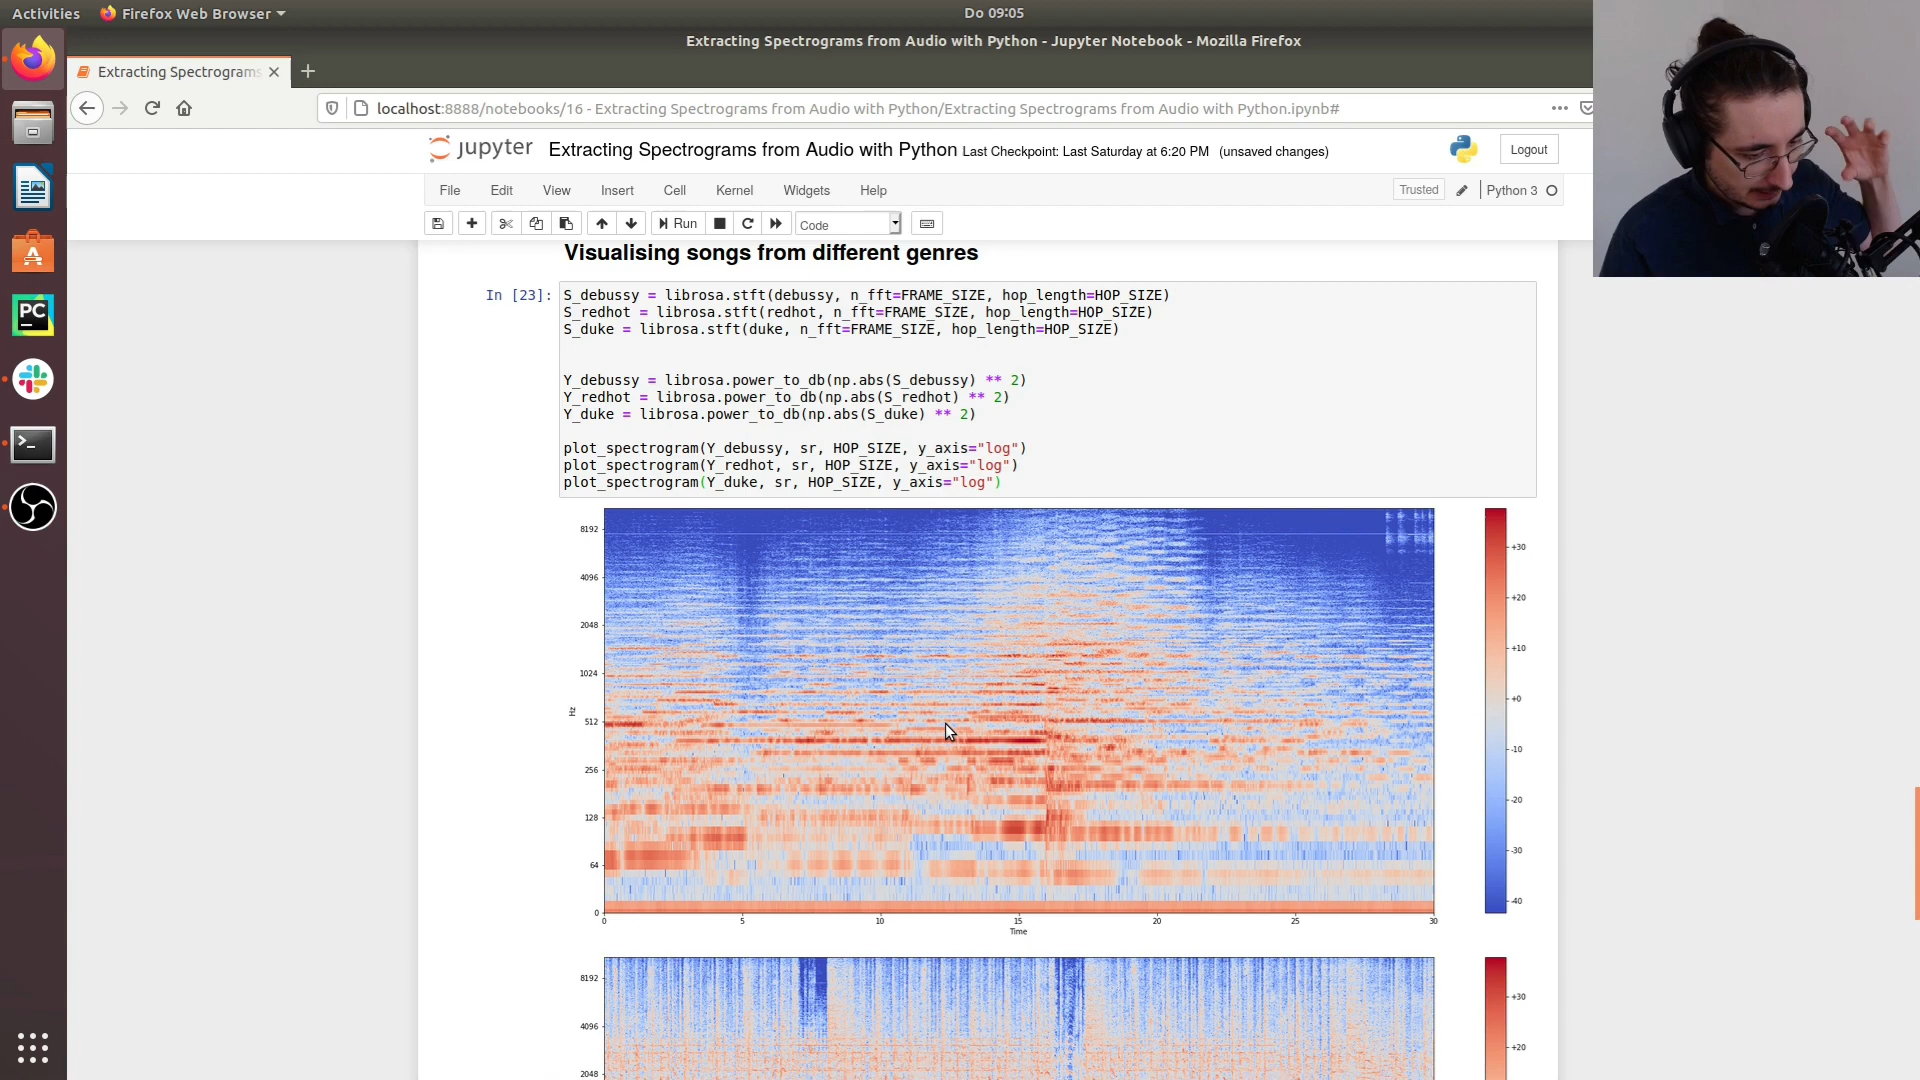 Activities Firefox Web Browser Do 09:05
Extracting Spectrograms from Audio with Python - Jupyter Notebook - Mozilla Firefox
Extracting Spectrograms
localhost:8888/notebooks/16 - Extracting Spectrograms from Audio with Python/Extracting Spectrograms from Audio with Python.ipynb#
jupyter Extracting Spectrograms from Audio with Python Last Checkpoint: Last Saturday at 6:20 PM (unsaved changes) Logout
File Edit View Insert Cell Kernel Widgets Help Trusted Python 3
Run Code
Visualising songs from different genres
In [23]: S_debussy = librosa.stft(debussy, n_fft=FRAME_SIZE, hop_length=HOP_SIZE)
S_redhot = librosa.stft(redhot, n_fft=FRAME_SIZE, hop_length=HOP_SIZE)
S_duke = librosa.stft(duke, n_fft=FRAME_SIZE, hop_length=HOP_SIZE)
Y_debussy = librosa.power_to_db(np.abs(S_debussy) ** 2)
Y_redhot = librosa.power_to_db(np.abs(S_redhot) ** 2)
Y_duke = librosa.power_to_db(np.abs(S_duke) ** 2)
plot_spectrogram(Y_debussy, sr, HOP_SIZE, y_axis="log")
plot_spectrogram(Y_redhot, sr, HOP_SIZE, y_axis="log")
plot_spectrogram(Y_duke, sr, HOP_SIZE, y_axis="log")
8192
4096
2048
1024
512
256
128
64
0
Hz
0 5 10 15 20 25 30
Time
+30
+20
+10
+0
-10
-20
-30
-40
8192
4096
2048
+30
+20
PC